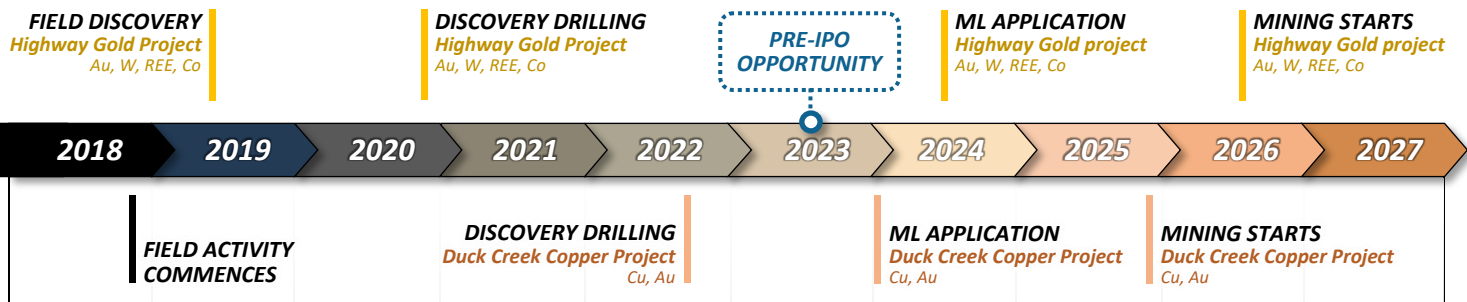 FIELD DISCOVERY
Highway Gold Project
Au, W, REE, Co
DISCOVERY DRILLING
Highway Gold Project
Au, W, REE, Co
PRE-IPO
OPPORTUNITY
ML APPLICATION
Highway Gold project
Au, W, REE, Co
MINING STARTS
Highway Gold project
Au, W, REE, Co
2018
2019
2020
2021
2022
2023
2024
2025
2026
2027
FIELD ACTIVITY
COMMENCES
DISCOVERY DRILLING
Duck Creek Copper Project
Cu, Au
ML APPLICATION
Duck Creek Copper Project
Cu, Au
MINING STARTS
Duck Creek Copper Project
Cu, Au